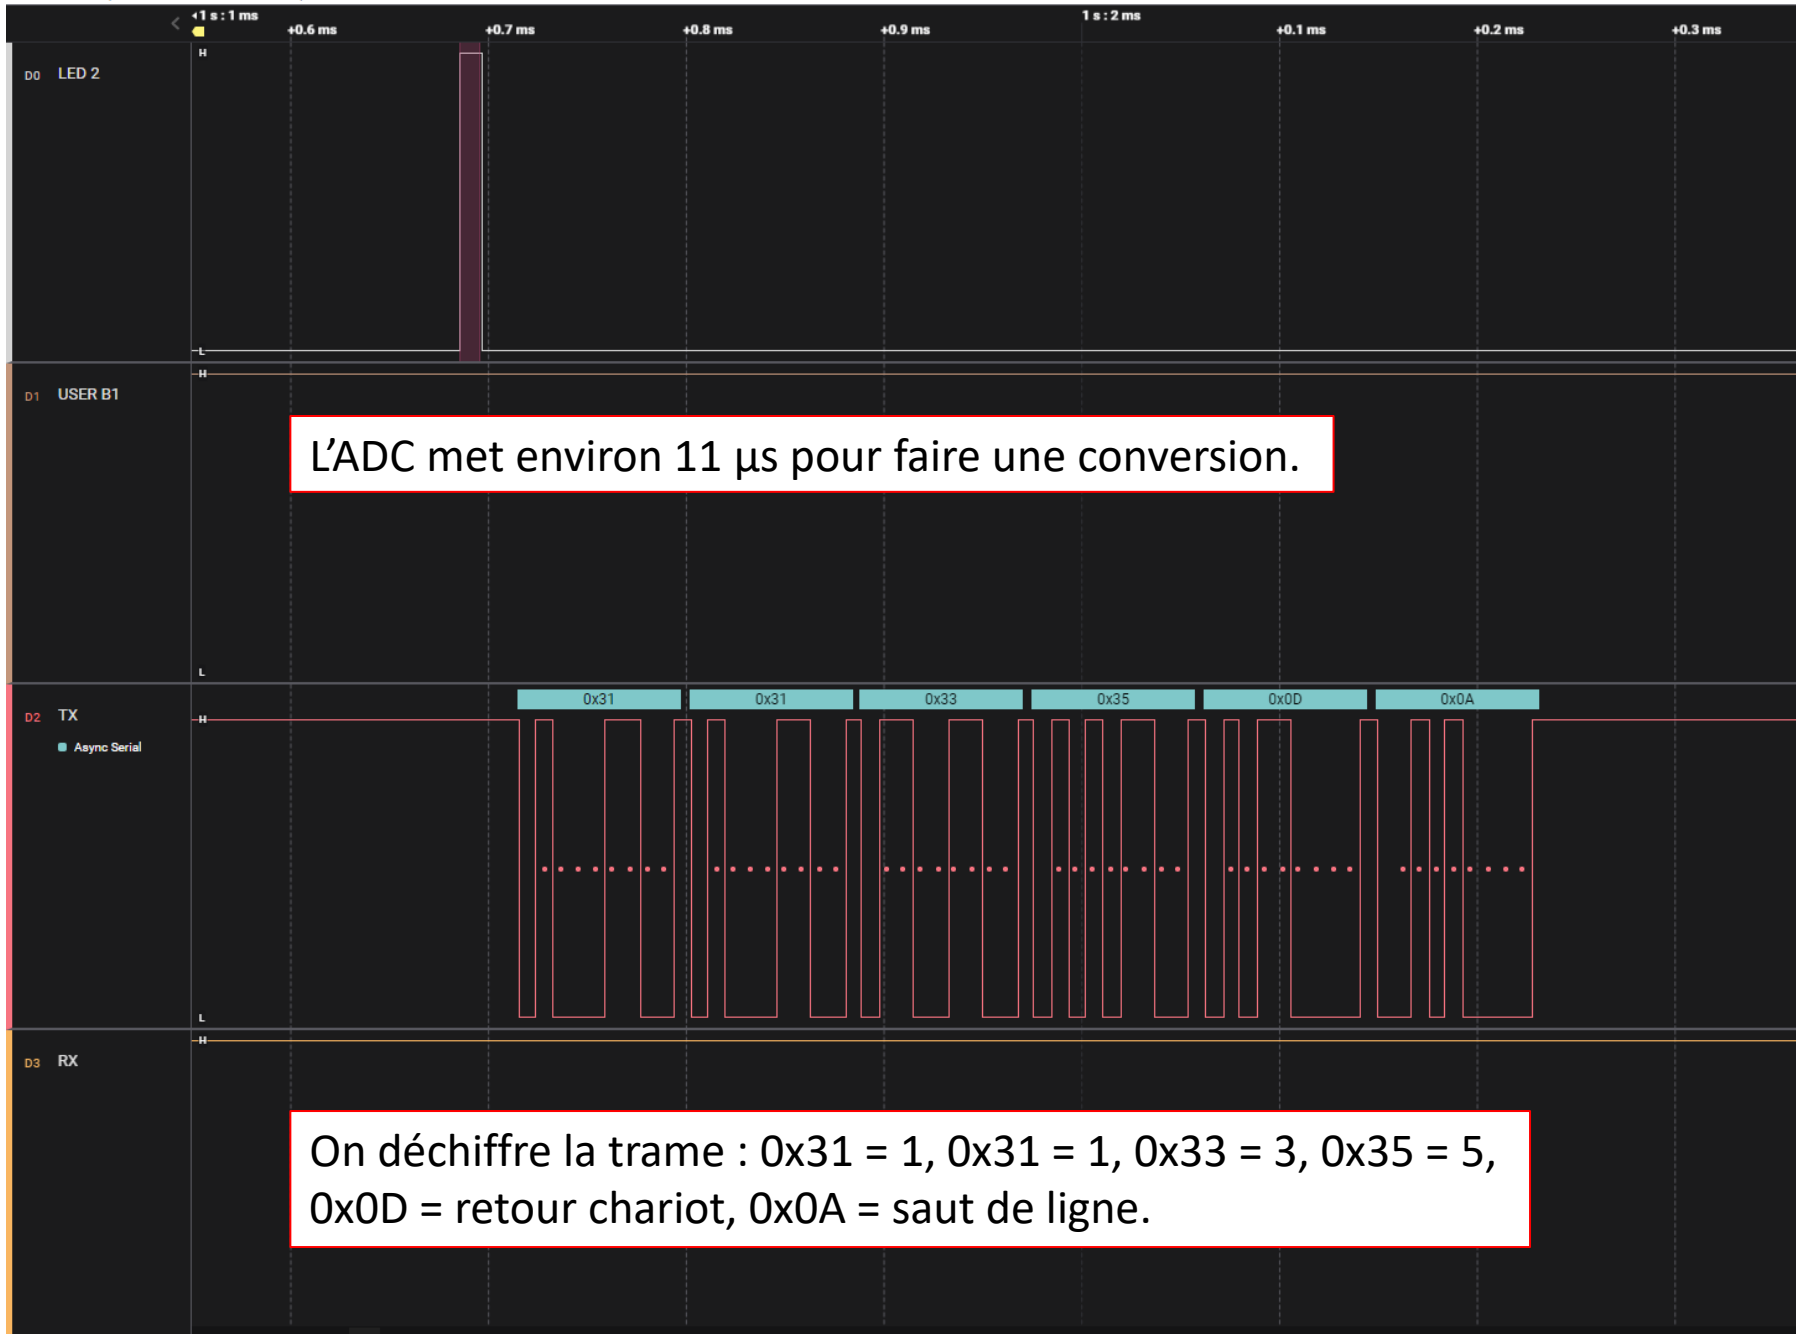 1 s : 1 ms
1 s : 2 ms
+0.6 ms +0.7 ms +0.8 ms +0.9 ms +0.1 ms +0.2 ms +0.3 ms
H
D0 LED 2
L
H
D1 USER B1
L'ADC met environ 11 µs pour faire une conversion.
L
0x31 0x31 0x33 0x35 0x0D 0x0A
D2 TX
H
Async Serial
L
H
D3 RX
On déchiffre la trame : 0x31 = 1, 0x31 = 1, 0x33 = 3, 0x35 = 5,
0x0D = retour chariot, 0x0A = saut de ligne.